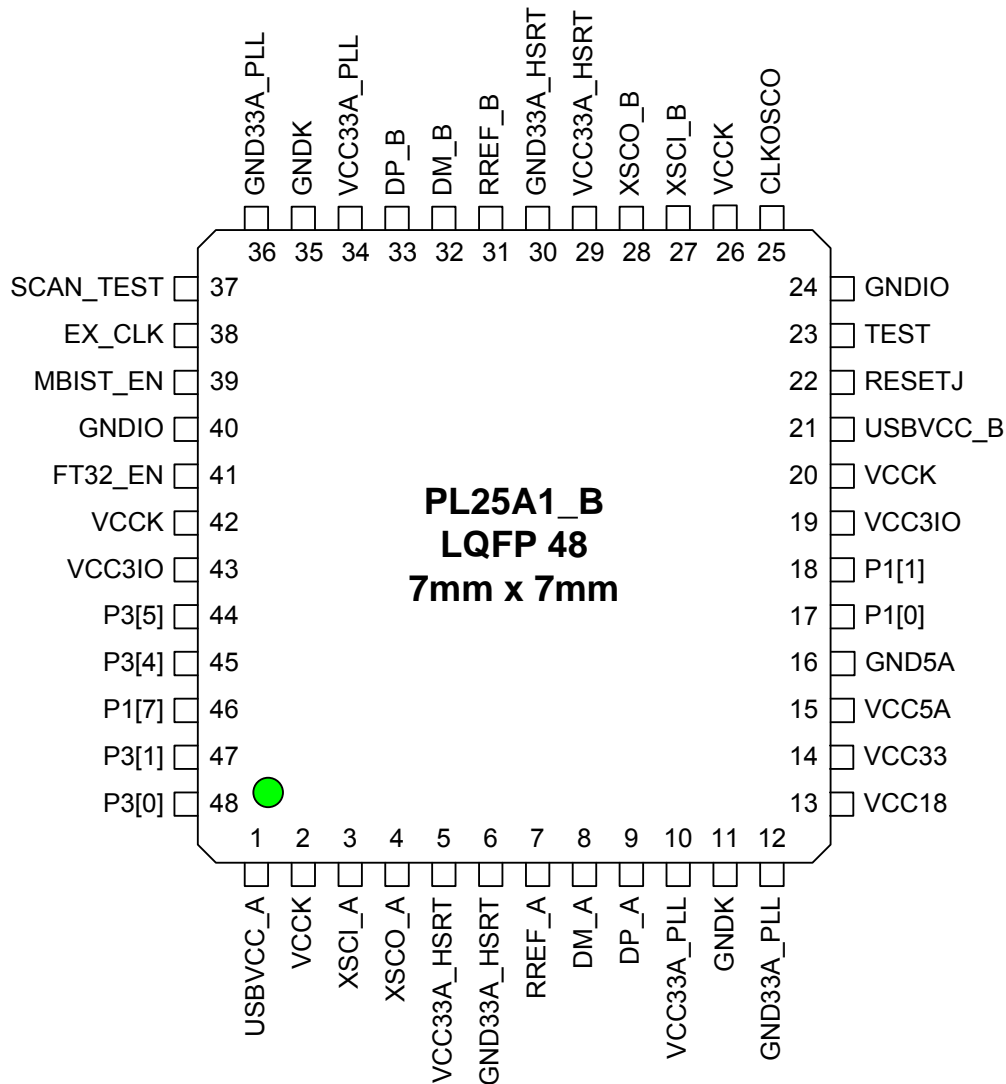 GND33A_PLL
GNDK
VCC33A_PLL
DP_B
DM_B
RREF_B
GND33A_HSRT
VCC33A_HSRT
XSCO_B
XSCI_B
VCCK
CLKOSCO
36 35 34 33 32 31 30 29 28 27 26 25
SCAN_TEST 37
EX_CLK 38
MBIST_EN 39
GNDIO 40
FT32_EN 41
VCCK 42
VCC3IO 43
P3[5] 44
P3[4] 45
P1[7] 46
P3[1] 47
P3[0] 48
PL25A1_B
LQFP 48
7mm x 7mm
24 GNDIO
23 TEST
22 RESETJ
21 USBVCC_B
20 VCCK
19 VCC3IO
18 P1[1]
17 P1[0]
16 GND5A
15 VCC5A
14 VCC33
13 VCC18
1 2 3 4 5 6 7 8 9 10 11 12
USBVCC_A
VCCK
XSCI_A
XSCO_A
VCC33A_HSRT
GND33A_HSRT
RREF_A
DM_A
DP_A
VCC33A_PLL
GNDK
GND33A_PLL